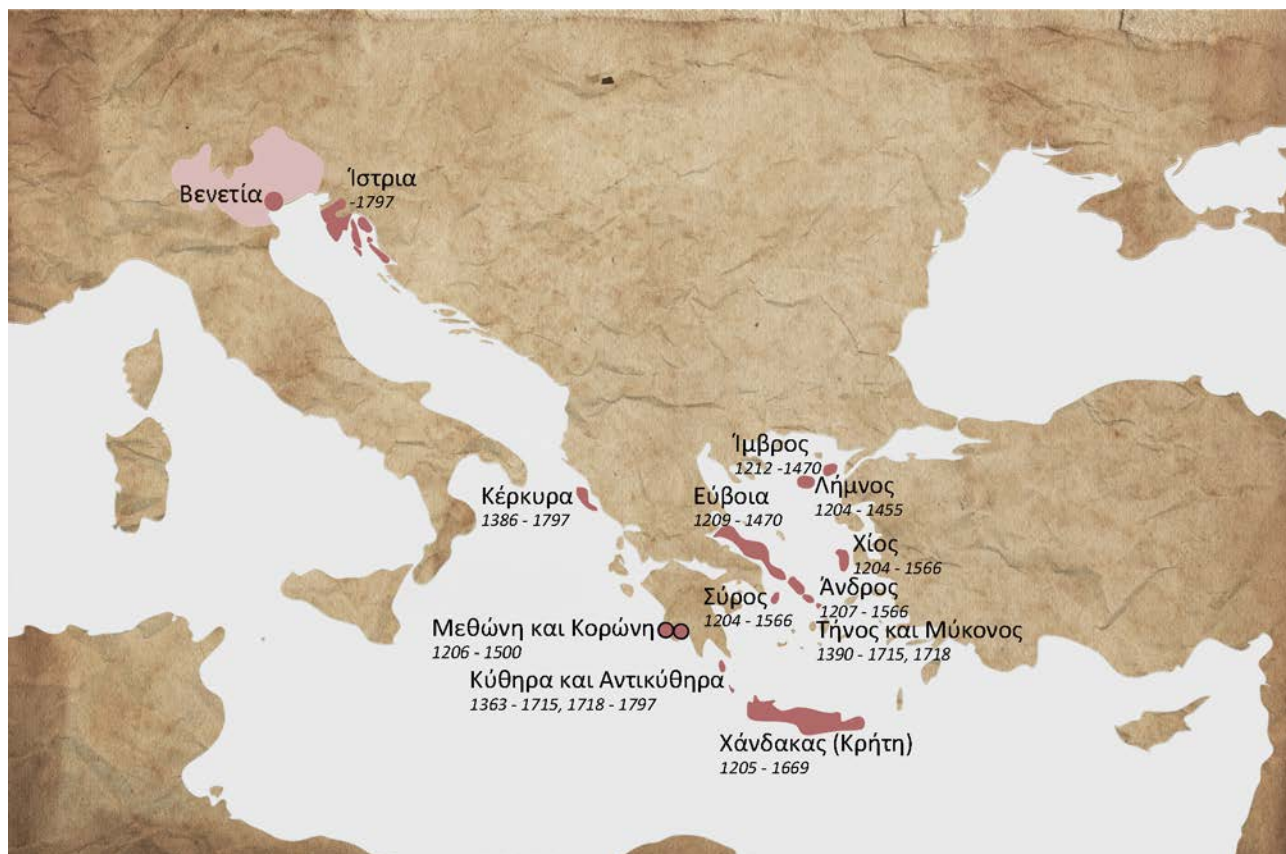 Βενετία
Ίστρια
-1797
Ίμβρος
1212 -1470
Λήμνος
1204 - 1455
Κέρκυρα
1386 - 1797
Εύβοια
1209 - 1470
Χίος
1204 - 1566
Σύρος
1204 - 1566
Άνδρος
1207 - 1566
Μεθώνη και Κορώνη
1206 - 1500
Τήνος και Μύκονος
1390 - 1715, 1718
Κύθηρα και Αντικύθηρα
1363 - 1715, 1718 - 1797
Χάνδακας (Κρήτη)
1205 - 1669